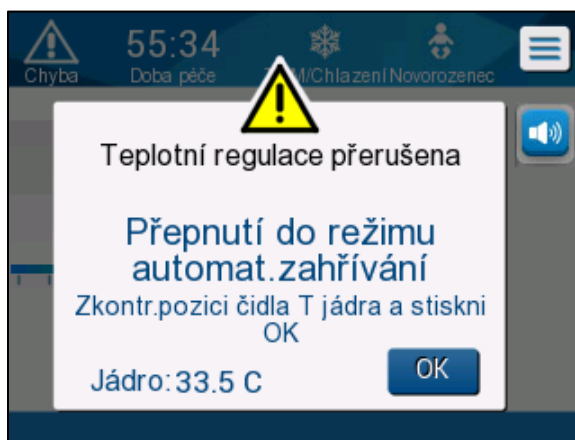 55:34
Chyba
Doba péče
M/Chlazení
Novorozenec
Teplotní regulace přerušena
Přepnutí do režimu
automat.zahřívání
Zkontr.pozici čidla T jádra a stiskni
OK
Jádro: 33.5 C
OK